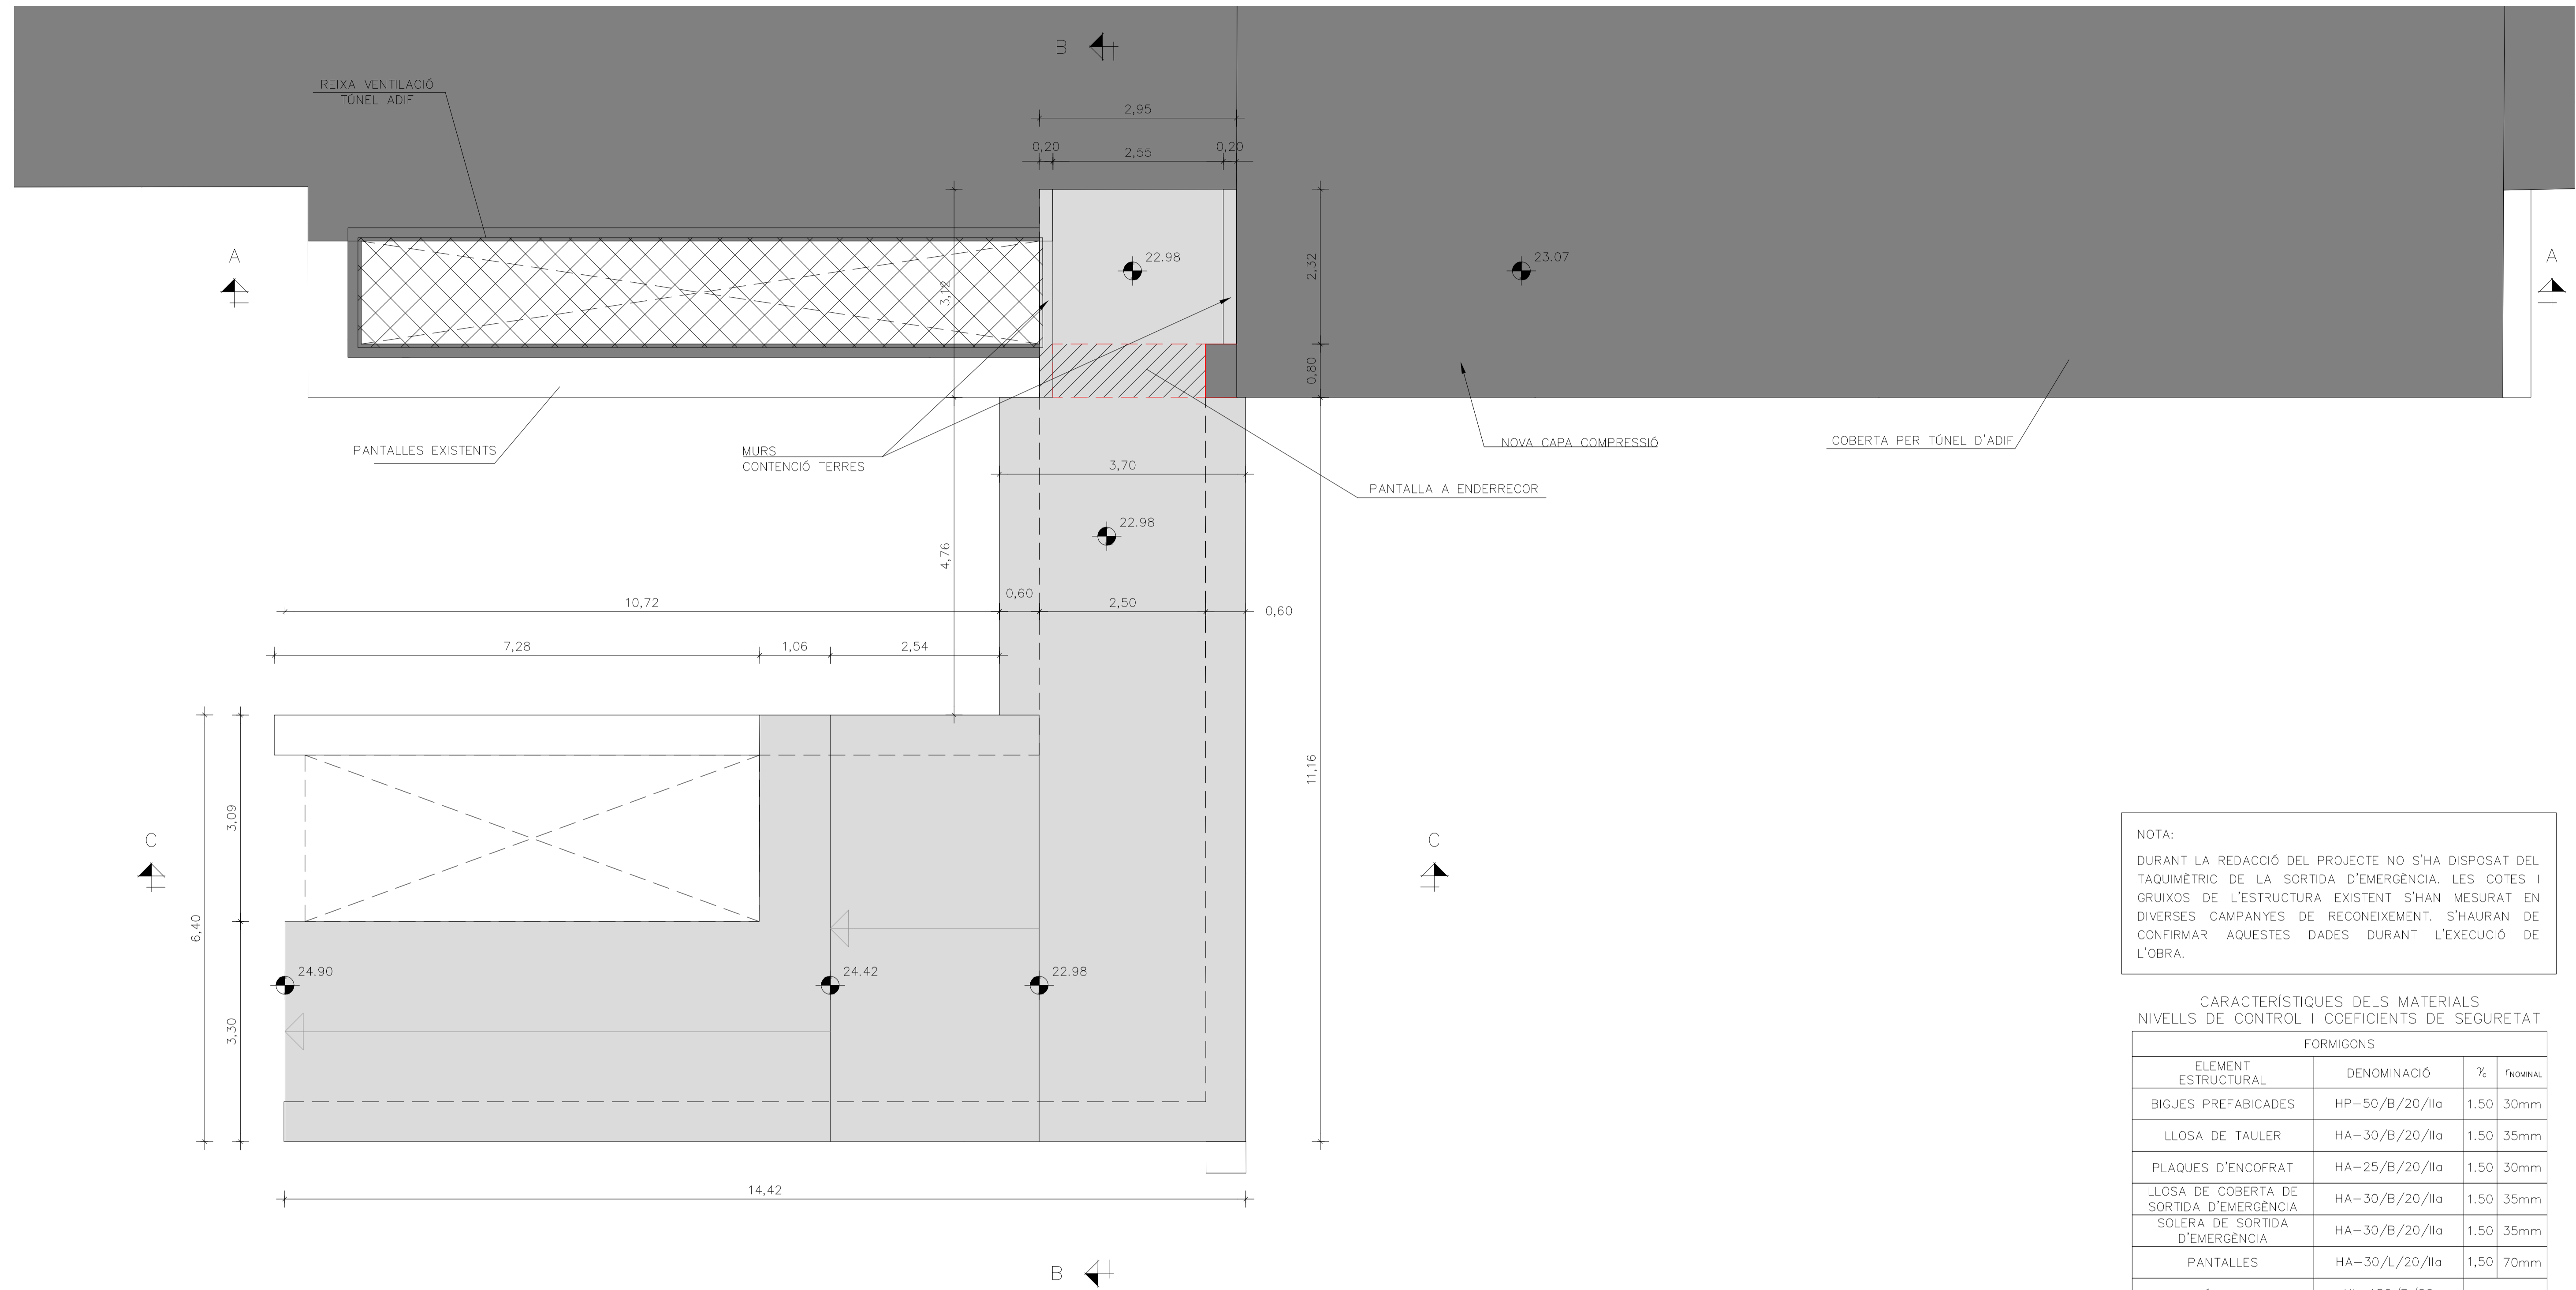 B
REIXA VENTILACIÓ
TÚNEL ADIF
2,95
0,20
2,55
0,20
A
3,12
22.98
2,32
23.07
A
0,80
PANTALLES EXISTENTS
MURS
CONTENCIÓ TERRES
3,70
NOVA CAPA COMPRESSIÓ
COBERTA PER TÚNEL D'ADIF
PANTALLA A ENDERRECOR
22.98
4,76
10,72
0,60
2,50
0,60
7,28
1,06
2,54
11,16
C
3,09
6,40
C
24.90
24.42
22.98
3,30
14,42
B
NOTA:
DURANT LA REDACCIÓ DEL PROJECTE NO S'HA DISPOSAT DEL
TAQUIMÈTRIC DE LA SORTIDA D'EMERGÈNCIA. LES COTES I
GRUIXOS DE L'ESTRUCTURA EXISTENT S'HAN MESURAT EN
DIVERSES CAMPANYES DE RECONEIXEMENT. S'HAURAN DE
CONFIRMAR AQUESTES DADES DURANT L'EXECUCIÓ DE
L'OBRA.
CARACTERÍSTIQUES DELS MATERIALS
NIVELLS DE CONTROL I COEFICIENTS DE SEGURETAT
FORMIGONS
ELEMENT ESTRUCTURAL DENOMINACIÓ γc rNOMINAL
BIGUES PREFABICADES HP-50/B/20/IIa 1.50 30mm
LLOSA DE TAULER HA-30/B/20/IIa 1.50 35mm
PLAQUES D'ENCOFRAT HA-25/B/20/IIa 1.50 30mm
LLOSA DE COBERTA DE
SORTIDA D'EMERGÈNCIA HA-30/B/20/IIa 1.50 35mm
SOLERA DE SORTIDA
D'EMERGÈNCIA HA-30/B/20/IIa 1.50 35mm
PANTALLES HA-30/L/20/IIa 1,50 70mm